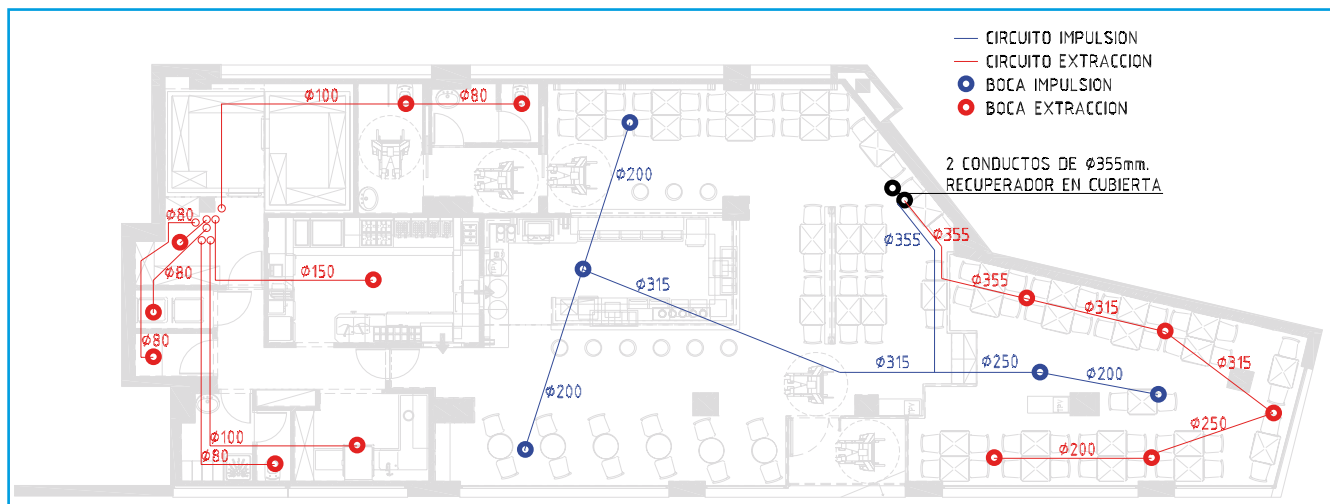 CIRCUITO IMPULSION
CIRCUITO EXTRACCION
BOCA IMPULSION
BOCA EXTRACCION
2 CONDUCTOS DE Ø355mm.
RECUPERADOR EN CUBIERTA
Ø100
Ø80
Ø200
Ø80
Ø355
Ø355
Ø80
Ø150
Ø315
Ø355
Ø315
Ø80
Ø315
Ø250
Ø315
Ø200
Ø200
Ø250
Ø100
Ø80
Ø200